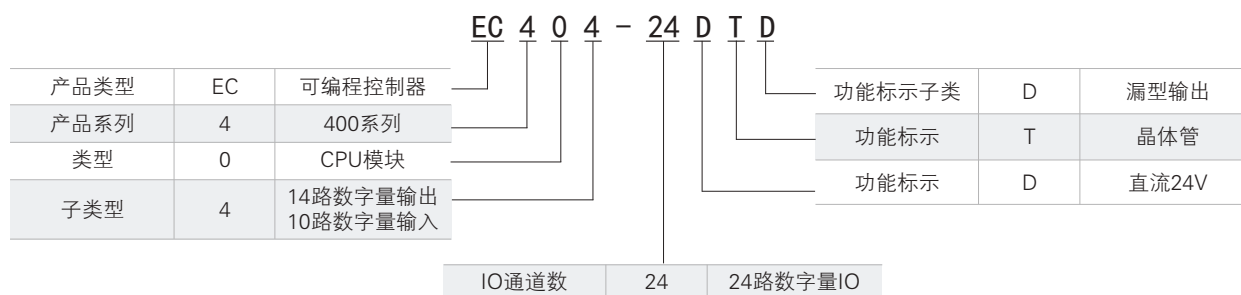 EC 4 0 4 - 24 D T D
产品类型 EC 可编程控制器
产品系列 4 400系列
类型 0 CPU模块
子类型 4 14路数字量输出
10路数字量输入
功能标示子类 D 漏型输出
功能标示 T 晶体管
功能标示 D 直流24V
IO通道数 24 24路数字量IO